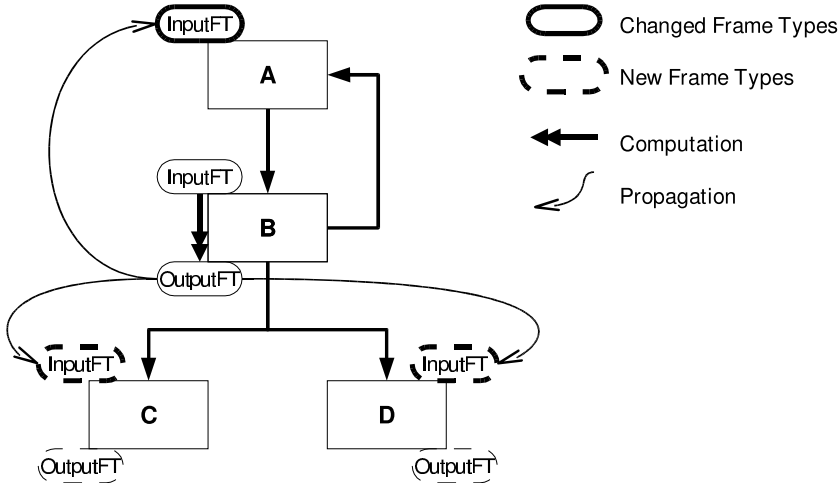 InputFT
A
InputFT
B
OutputFT
InputFT
InputFT
C
D
OutputFT
OutputFT
Changed Frame Types
New Frame Types
Computation
Propagation